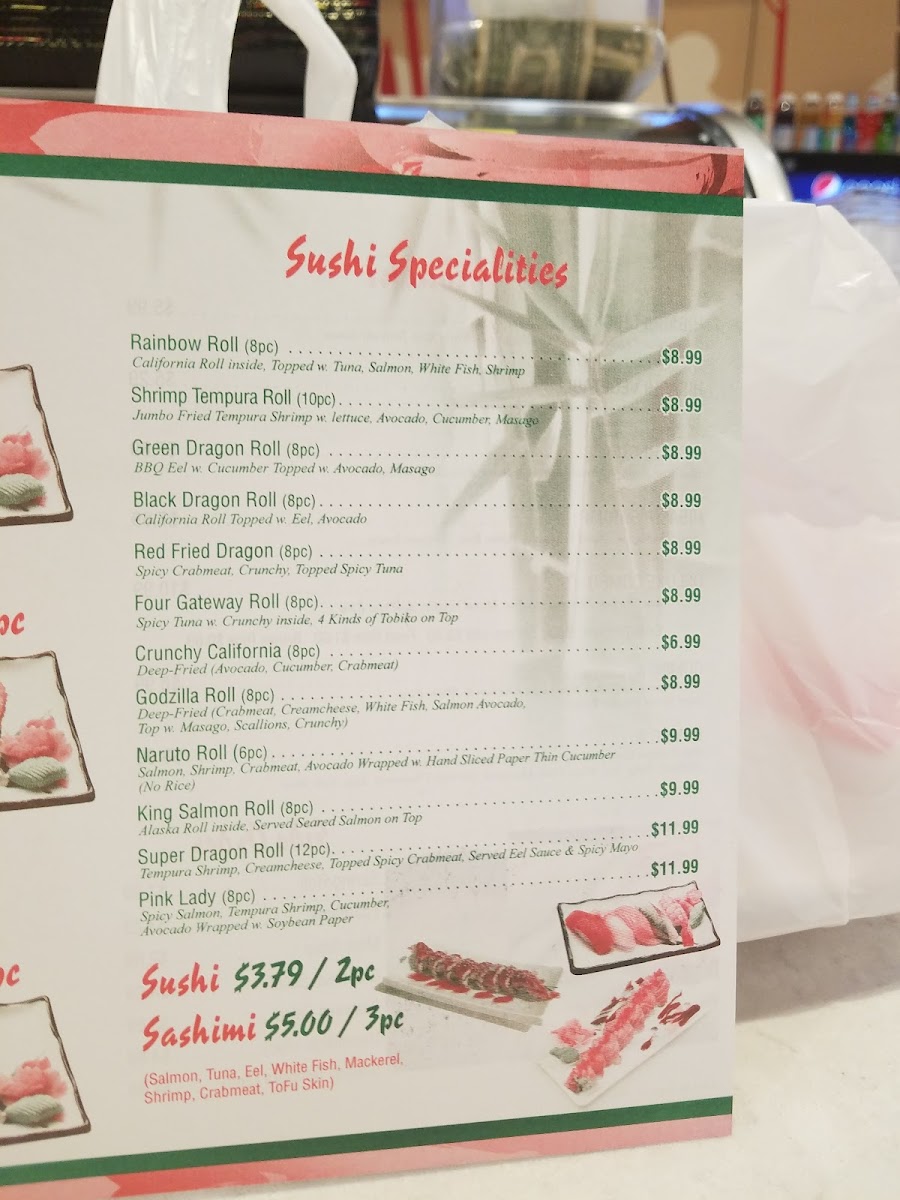 Sushi Specialities
Rainbow Roll (8pc) ........ $8.99
California Roll inside, Topped w. Tuna, Salmon, White Fish, Shrimp
Shrimp Tempura Roll (10pc) ........ $8.99
Jumbo Fried Tempura Shrimp w. lettuce, Avocado, Cucumber, Masago
Green Dragon Roll (8pc) ........ $8.99
BBQ Eel w. Cucumber Topped w. Avocado, Masago
Black Dragon Roll (8pc) ........ $8.99
California Roll Topped w. Eel, Avocado
Red Fried Dragon (8pc) ........ $8.99
Spicy Crabmeat, Crunchy, Topped Spicy Tuna
Four Gateway Roll (8pc) ........ $8.99
Spicy Tuna w. Crunchy inside, 4 Kinds of Tobiko on Top
Crunchy California (8pc) ........ $6.99
Deep-Fried (Avocado, Cucumber, Crabmeat)
Godzilla Roll (8pc) ........ $8.99
Deep-Fried (Crabmeat, Creamcheese, White Fish, Salmon Avocado,
Top w. Masago, Scallions, Crunchy)
Naruto Roll (6pc) ........ $9.99
Salmon, Shrimp, Crabmeat, Avocado Wrapped w. Hand Sliced Paper Thin Cucumber
(No Rice)
King Salmon Roll (8pc) ........ $9.99
Alaska Roll inside, Served Seared Salmon on Top
Super Dragon Roll (12pc) ........ $11.99
Tempura Shrimp, Creamcheese, Topped Spicy Crabmeat, Served Eel Sauce & Spicy Mayo
Pink Lady (8pc) ........ $11.99
Spicy Salmon, Tempura Shrimp, Cucumber,
Avocado Wrapped w. Soybean Paper
Sushi $3.79 / 2pc
Sashimi $5.00 / 3pc
(Salmon, Tuna, Eel, White Fish, Mackerel,
Shrimp, Crabmeat, ToFu Skin)
pc
pc